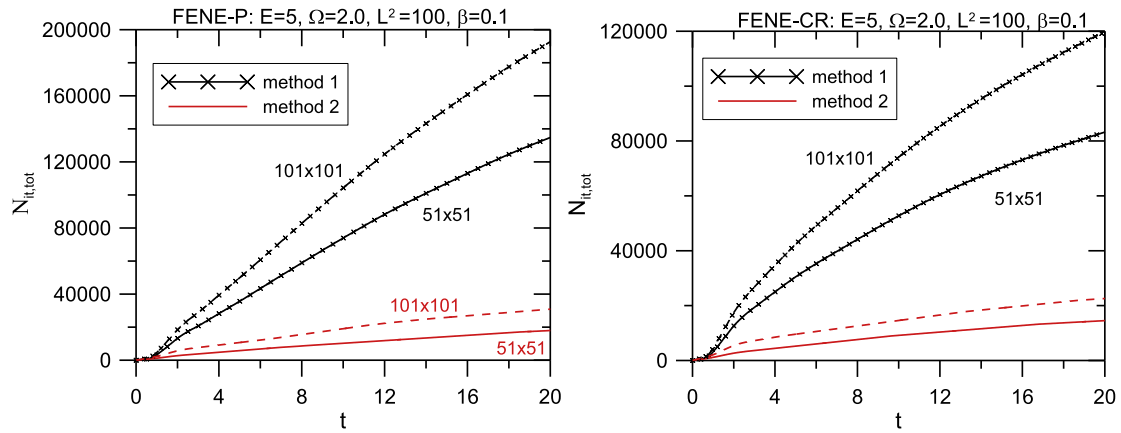 FENE-P: E=5, Ω=2.0, L²=100, β=0.1
200000
160000
120000
80000
40000
0
N_it,tot
method 1
method 2
101x101
51x51
101x101
51x51
0 4 8 12 16 20
t
FENE-CR: E=5, Ω=2.0, L²=100, β=0.1
120000
80000
40000
0
N_it,tot
method 1
method 2
101x101
51x51
0 4 8 12 16 20
t